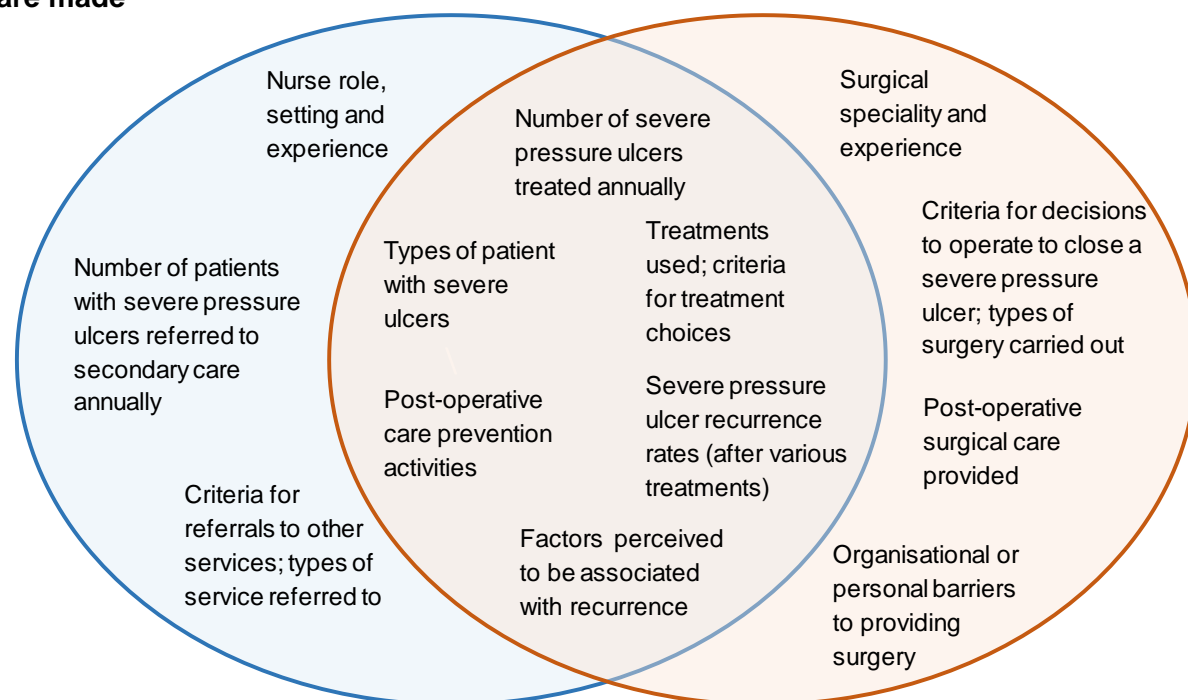 are made
Nurse role,
setting and
experience
Number of patients
with severe pressure
ulcers referred to
secondary care
annually
Criteria for
referrals to other
services; types of
service referred to
Number of severe
pressure ulcers
treated annually
Types of patient
with severe
ulcers
Treatments
used; criteria
for treatment
choices
Post-operative
care prevention
activities
Severe pressure
ulcer recurrence
rates (after various
treatments)
Factors perceived
to be associated
with recurrence
Surgical
speciality and
experience
Criteria for decisions
to operate to close a
severe pressure
ulcer; types of
surgery carried out
Post-operative
surgical care
provided
Organisational or
personal barriers
to providing
surgery